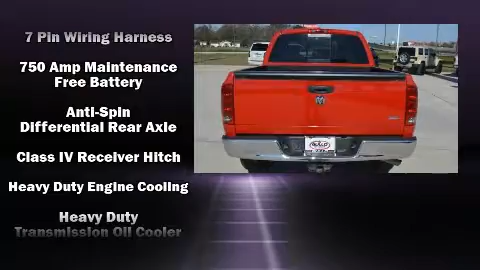 7 Pin Wiring Harness
750 Amp Maintenance
Free Battery
Anti-Spin
Differential Rear Axle
Class IV Receiver Hitch
Heavy Duty Engine Cooling
Heavy Duty
Transmission Oil Cooler